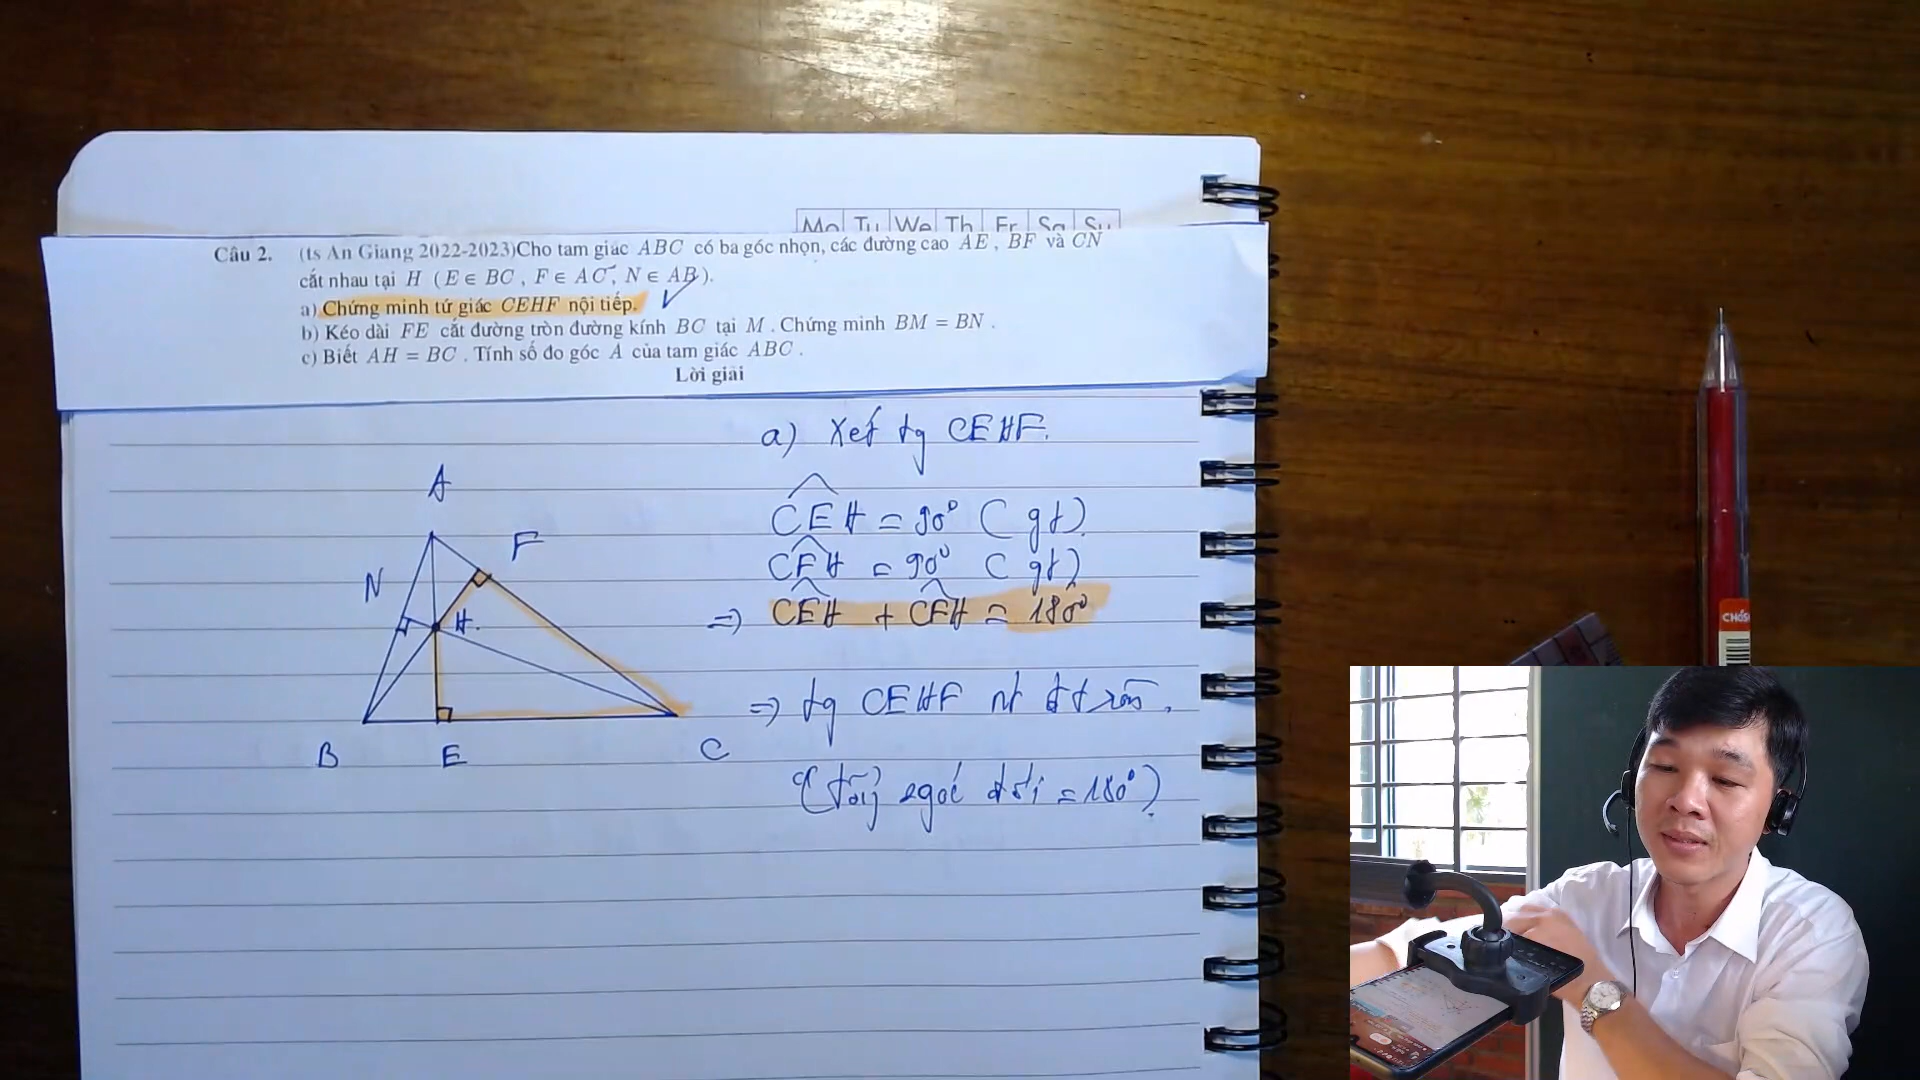 Mo Tu We Th Fr Sa Su
Câu 2. (ts An Giang 2022-2023)Cho tam giác ABC có ba góc nhọn, các đường cao AE , BF và CN
cắt nhau tại H ( E ∈ BC , F ∈ AC , N ∈ AB ).
a) Chứng minh tứ giác CEHF nội tiếp.
b) Kéo dài FE cắt đường tròn đường kính BC tại M . Chứng minh BM = BN .
c) Biết AH = BC . Tính số đo góc A của tam giác ABC .
Lời giải
a) Xét tg CEHF.
CEH = 90° ( gt)
CFH = 90° ( gt)
=> CEH + CFH = 180°
=> tg CEHF nt đ tròn.
(tổng 2 góc đối = 180°)
A
F
N
H.
B E C